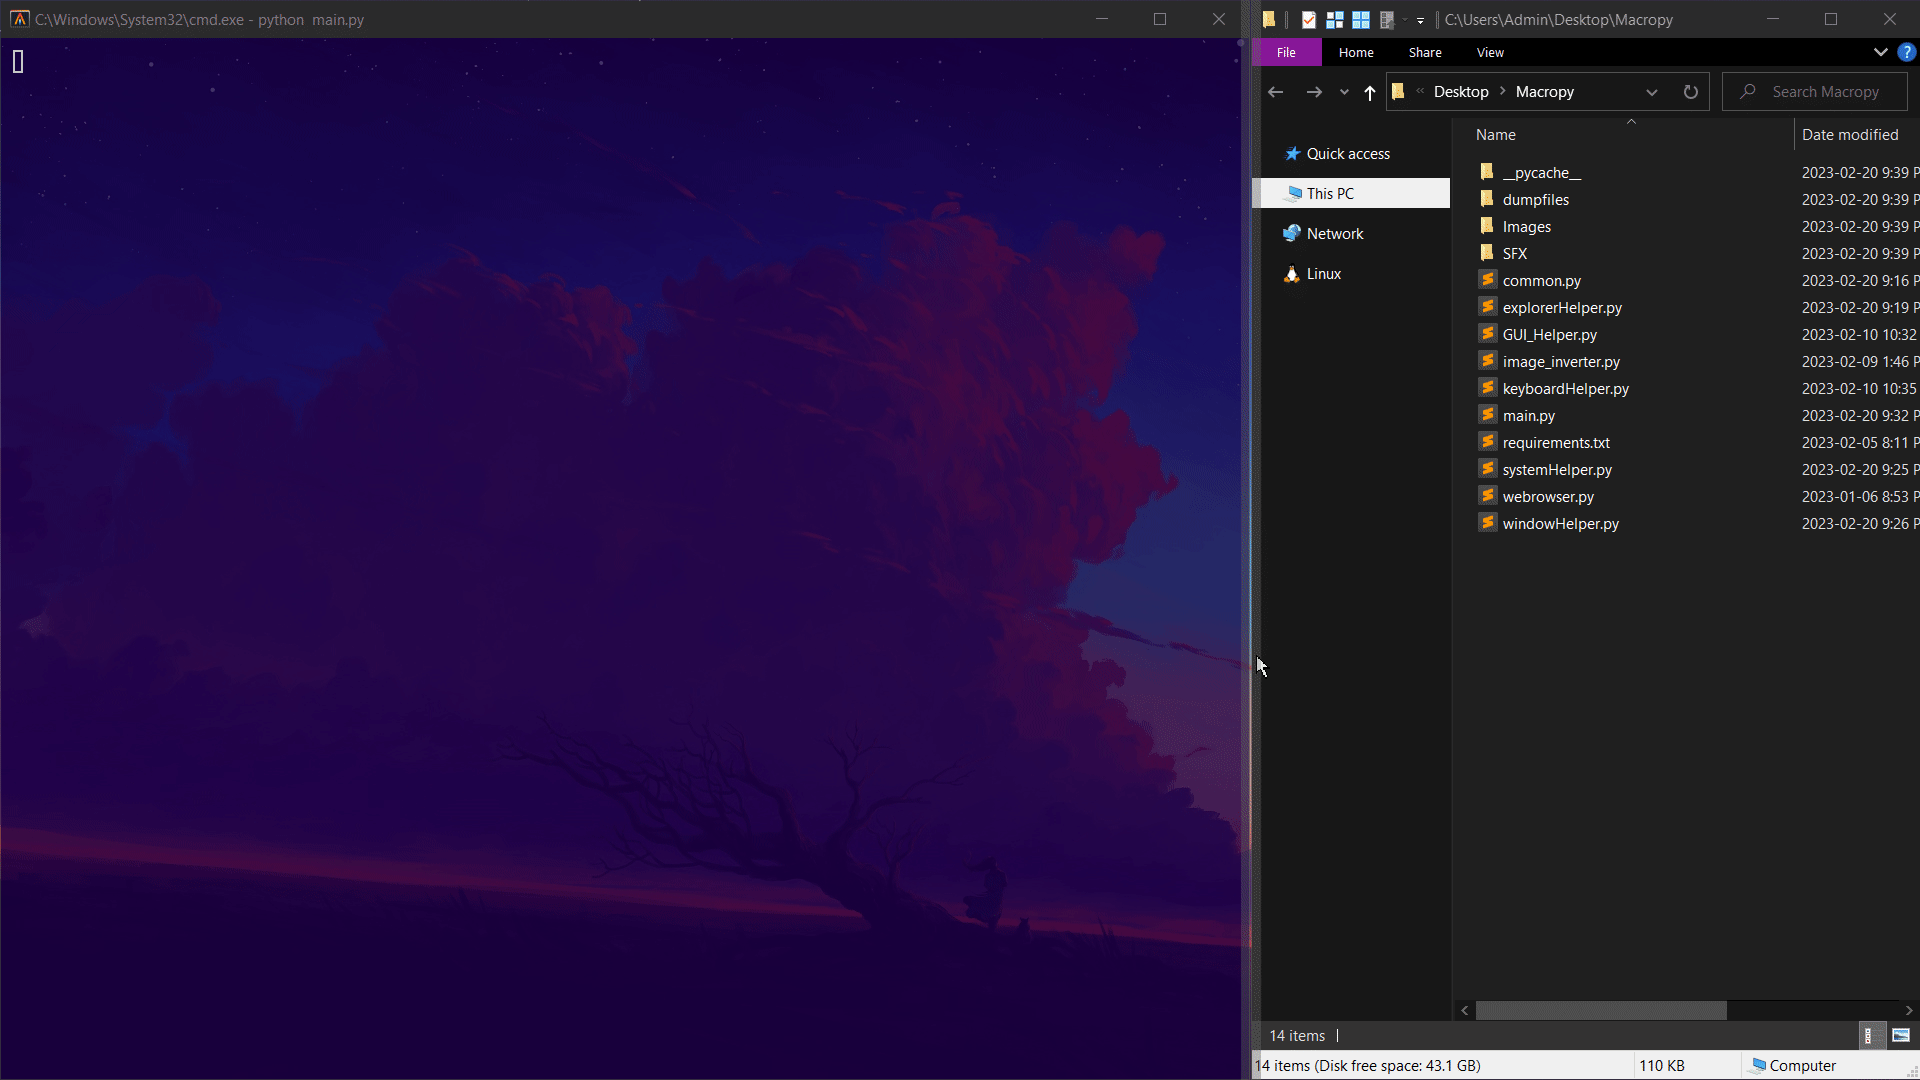 C:\Windows\System32\cmd.exe - python  main.py
C:\Users\Admin\Desktop\Macropy
File Home Share View
Desktop Macropy
Search Macropy
Name Date modified
Quick access
This PC
Network
Linux
__pycache__ 2023-02-20 9:39 P
dumpfiles 2023-02-20 9:39 P
Images 2023-02-20 9:39 P
SFX 2023-02-20 9:39 P
common.py 2023-02-20 9:16 P
explorerHelper.py 2023-02-20 9:19 P
GUI_Helper.py 2023-02-10 10:32
image_inverter.py 2023-02-09 1:46 P
keyboardHelper.py 2023-02-10 10:35
main.py 2023-02-20 9:32 P
requirements.txt 2023-02-05 8:11 P
systemHelper.py 2023-02-20 9:25 P
webrowser.py 2023-01-06 8:53 P
windowHelper.py 2023-02-20 9:26 P
14 items
14 items (Disk free space: 43.1 GB) 110 KB Computer